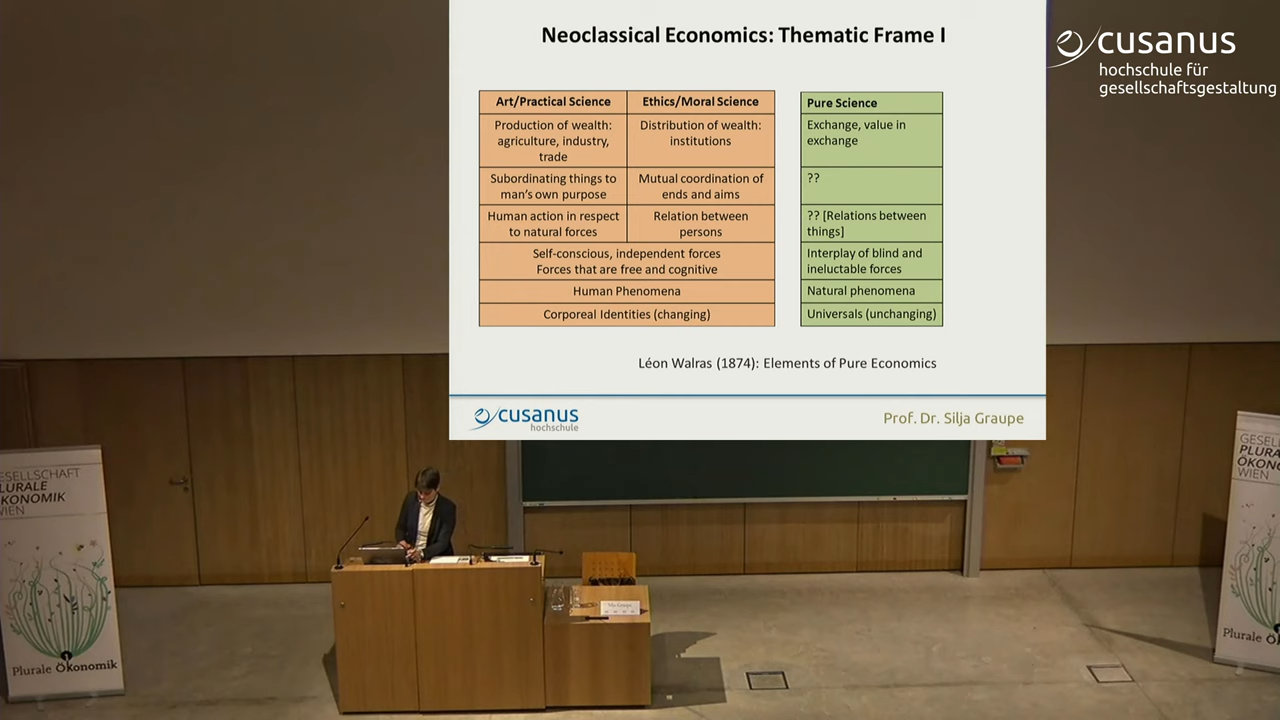 Neoclassical Economics: Thematic Frame I
cusanus
hochschule für
gesellschaftsgestaltung
Art/Practical Science
Ethics/Moral Science
Pure Science
Production of wealth:
agriculture, industry,
trade
Distribution of wealth:
institutions
Exchange, value in
exchange
Subordinating things to
man's own purpose
Mutual coordination of
ends and aims
??
Human action in respect
to natural forces
Relation between
persons
?? [Relations between
things]
Self-conscious, independent forces
Forces that are free and cognitive
Interplay of blind and
ineluctable forces
Human Phenomena
Natural phenomena
Corporeal Identities (changing)
Universals (unchanging)
Léon Walras (1874): Elements of Pure Economics
cusanus
hochschule
Prof. Dr. Silja Graupe
GESELLSCHAFT
PLURALE
ÖKONOMIK
WIEN
Plurale Ökonomik
Silja Graupe
GESEL
PLURA
ÖKON
WIEN
Plurale Ö